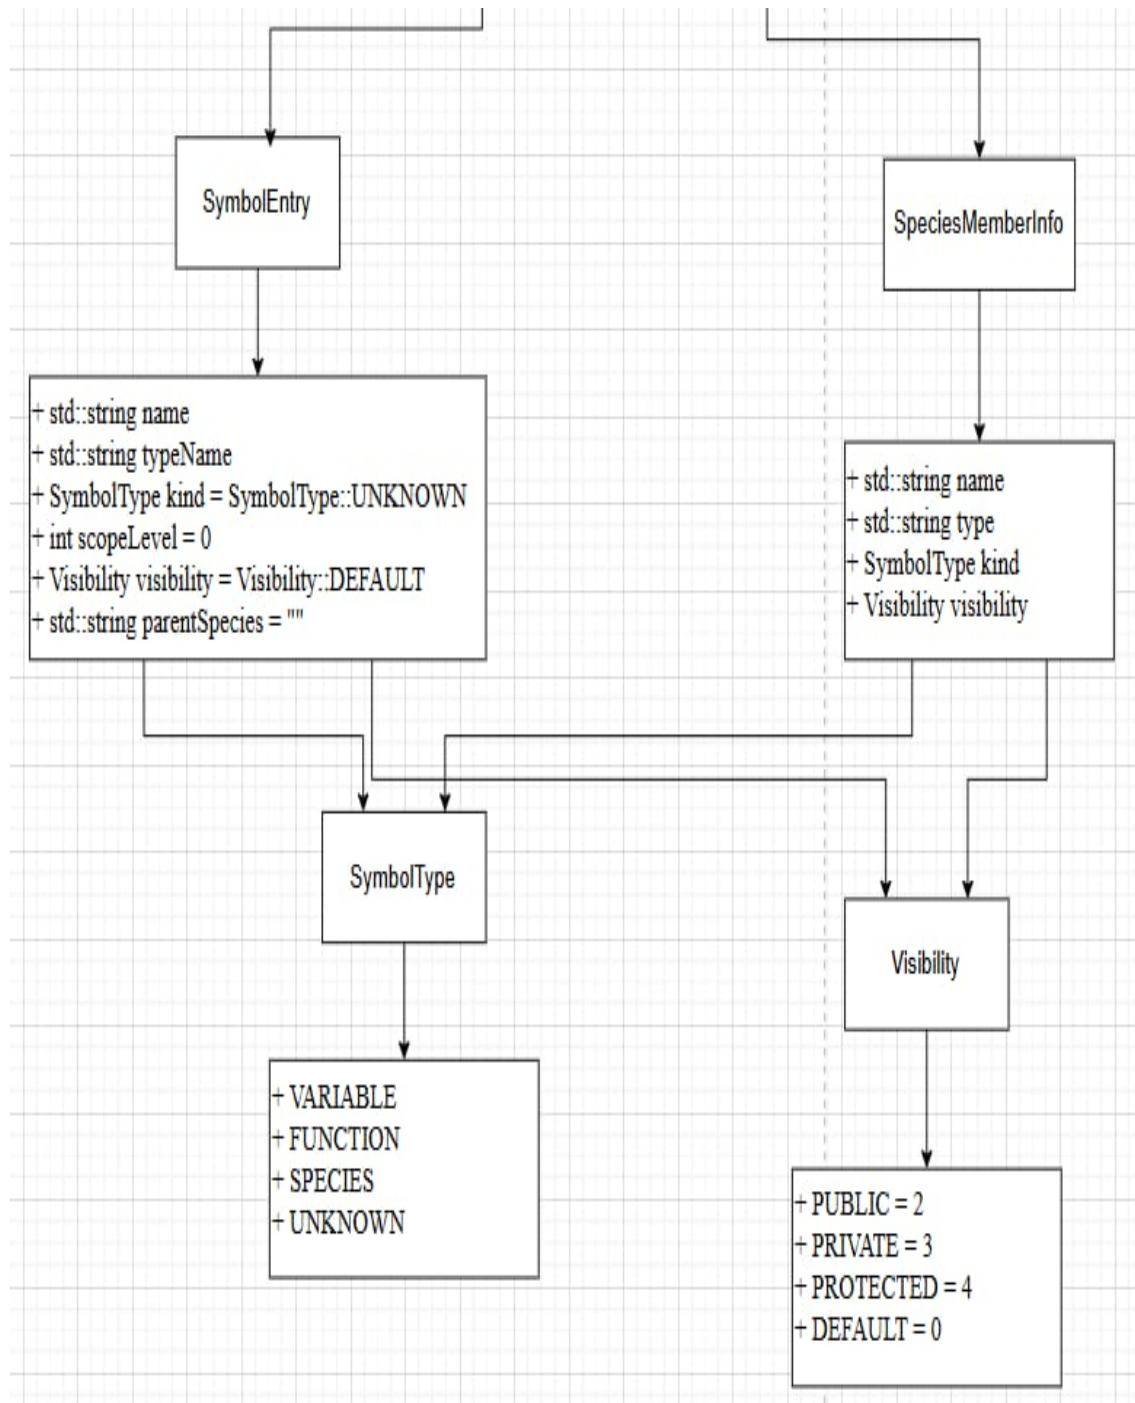 SymbolEntry
SpeciesMemberInfo
+ std::string name
+ std::string typeName
+ SymbolType kind = SymbolType::UNKNOWN
+ int scopeLevel = 0
+ Visibility visibility = Visibility::DEFAULT
+ std::string parentSpecies = ""
+ std::string name
+ std::string type
+ SymbolType kind
+ Visibility visibility
SymbolType
Visibility
+ VARIABLE
+ FUNCTION
+ SPECIES
+ UNKNOWN
+ PUBLIC = 2
+ PRIVATE = 3
+ PROTECTED = 4
+ DEFAULT = 0